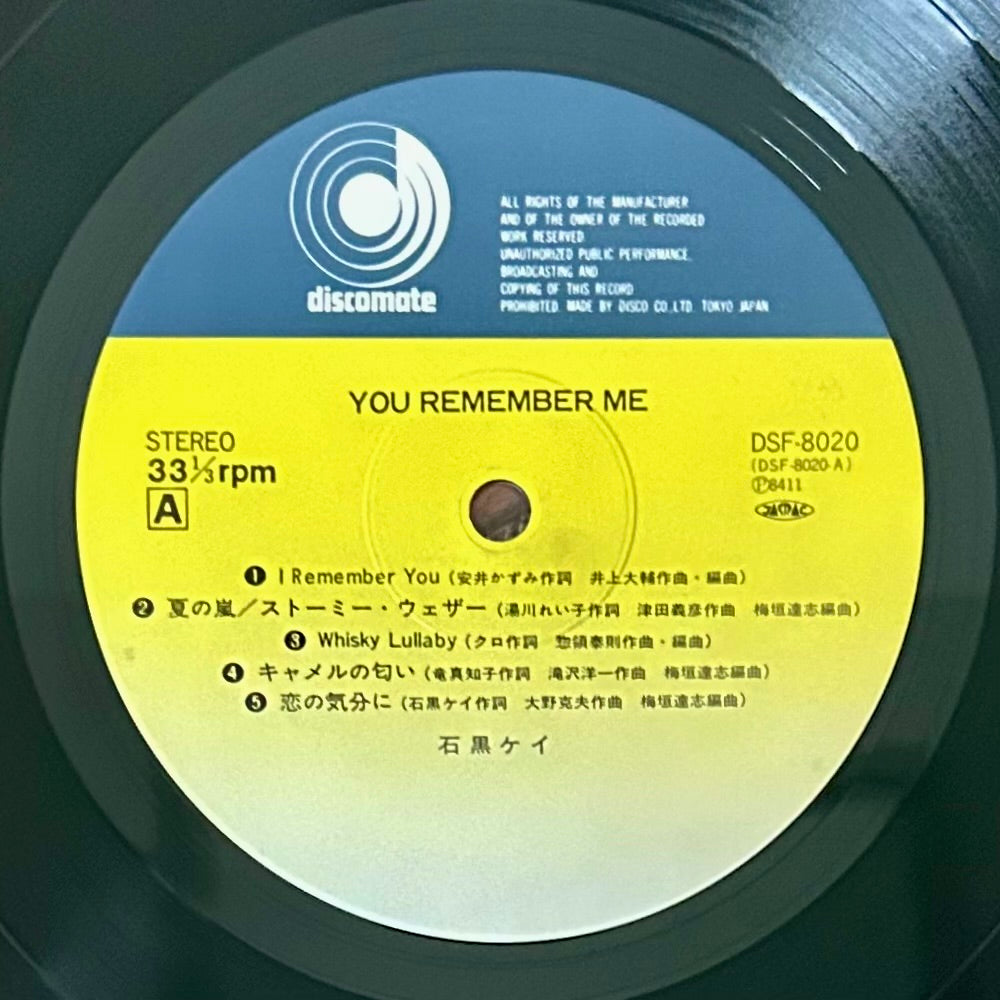 discomate
ALL RIGHTS OF THE MANUFACTURER
AND OF THE OWNER OF THE RECORDED
WORK RESERVED
UNAUTHORIZED PUBLIC PERFORMANCE,
BROADCASTING AND
COPYING OF THIS RECORD
PROHIBITED. MADE BY DISCO CO.,LTD. TOKYO JAPAN
YOU REMEMBER ME
STEREO
33⅓rpm
A
DSF-8020
(DSF-8020-A)
Ⓟ8411
JASRAC
❶ I Remember You (安井かずみ作詞 井上大輔作曲・編曲)
❷ 夏の嵐／ストーミー・ウェザー (湯川れい子作詞 津田義彦作曲 梅垣達志編曲)
❸ Whisky Lullaby (クロ作詞 惣領泰則作曲・編曲)
❹ キャメルの匂い (竜真知子作詞 滝沢洋一作曲 梅垣達志編曲)
❺ 恋の気分に (石黒ケイ作詞 大野克夫作曲 梅垣達志編曲)
石黒ケイ